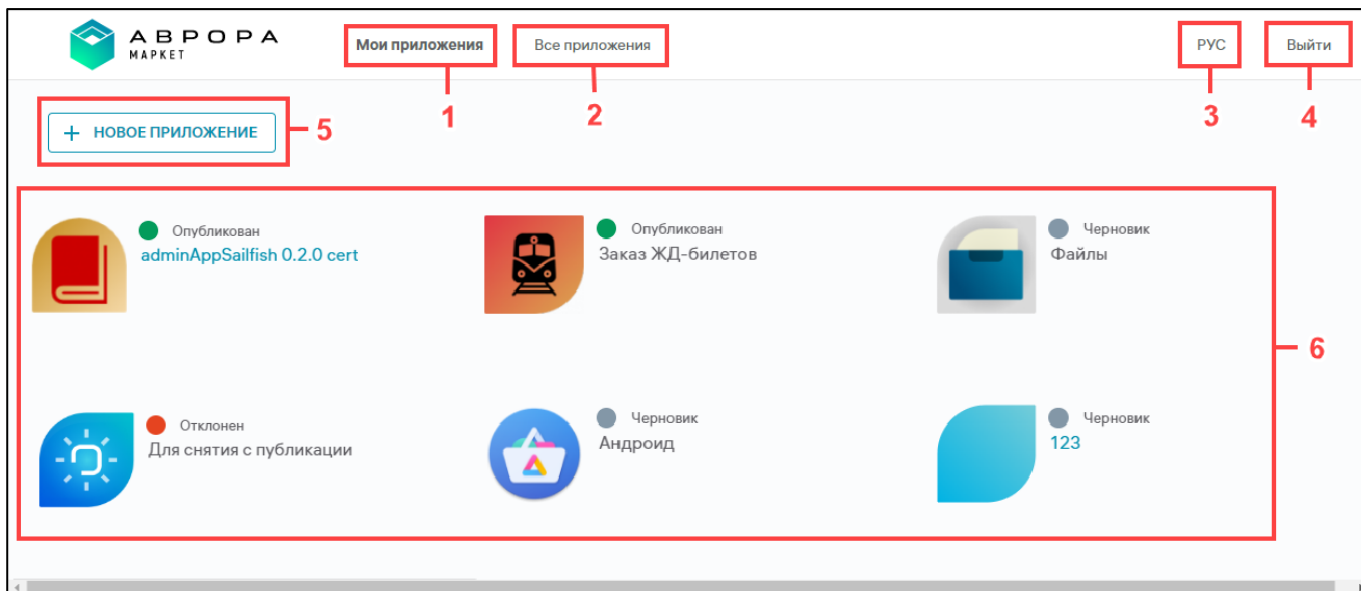 АВРОРА
МАРКЕТ
Мои приложения
Все приложения
РУС
Выйти
1
2
3
4
+ НОВОЕ ПРИЛОЖЕНИЕ
5
Опубликован
adminAppSailfish 0.2.0 cert
Опубликован
Заказ ЖД-билетов
Черновик
Файлы
6
Отклонен
Для снятия с публикации
Черновик
Андроид
Черновик
123